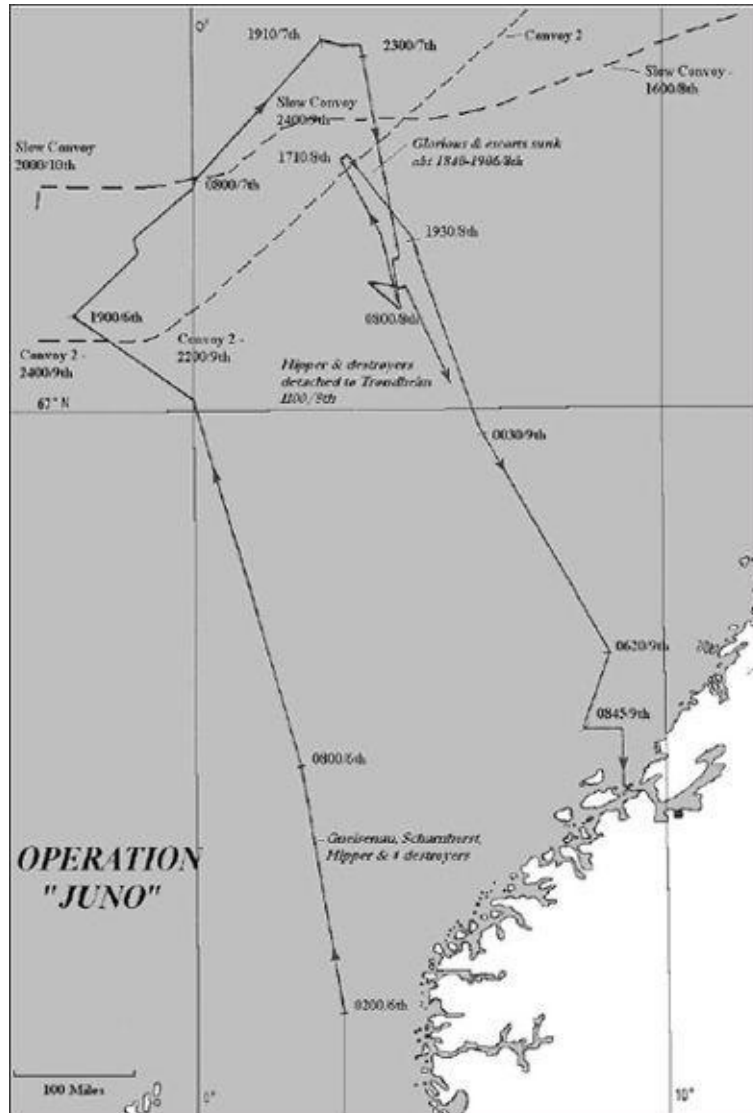 0°
1910/7th
2300/7th
Convoy 2
Slow Convoy -
1600/8th
Slow Convoy
2400/9th
Glorious & escorts sunk
abt 1840-1906/8th
Slow Convoy
2000/10th
1710/8th
0800/7th
1930/8th
1900/6th
0800/8th
Convoy 2 -
2400/9th
Convoy 2 -
2200/9th
Hipper & destroyers
detached to Trondheim
1100/8th
67° N
0030/9th
0620/9th
0845/9th
0800/6th
Gneisenau, Scharnhorst,
Hipper & 4 destroyers
OPERATION
"JUNO"
0200/6th
100 Miles
0°
10°